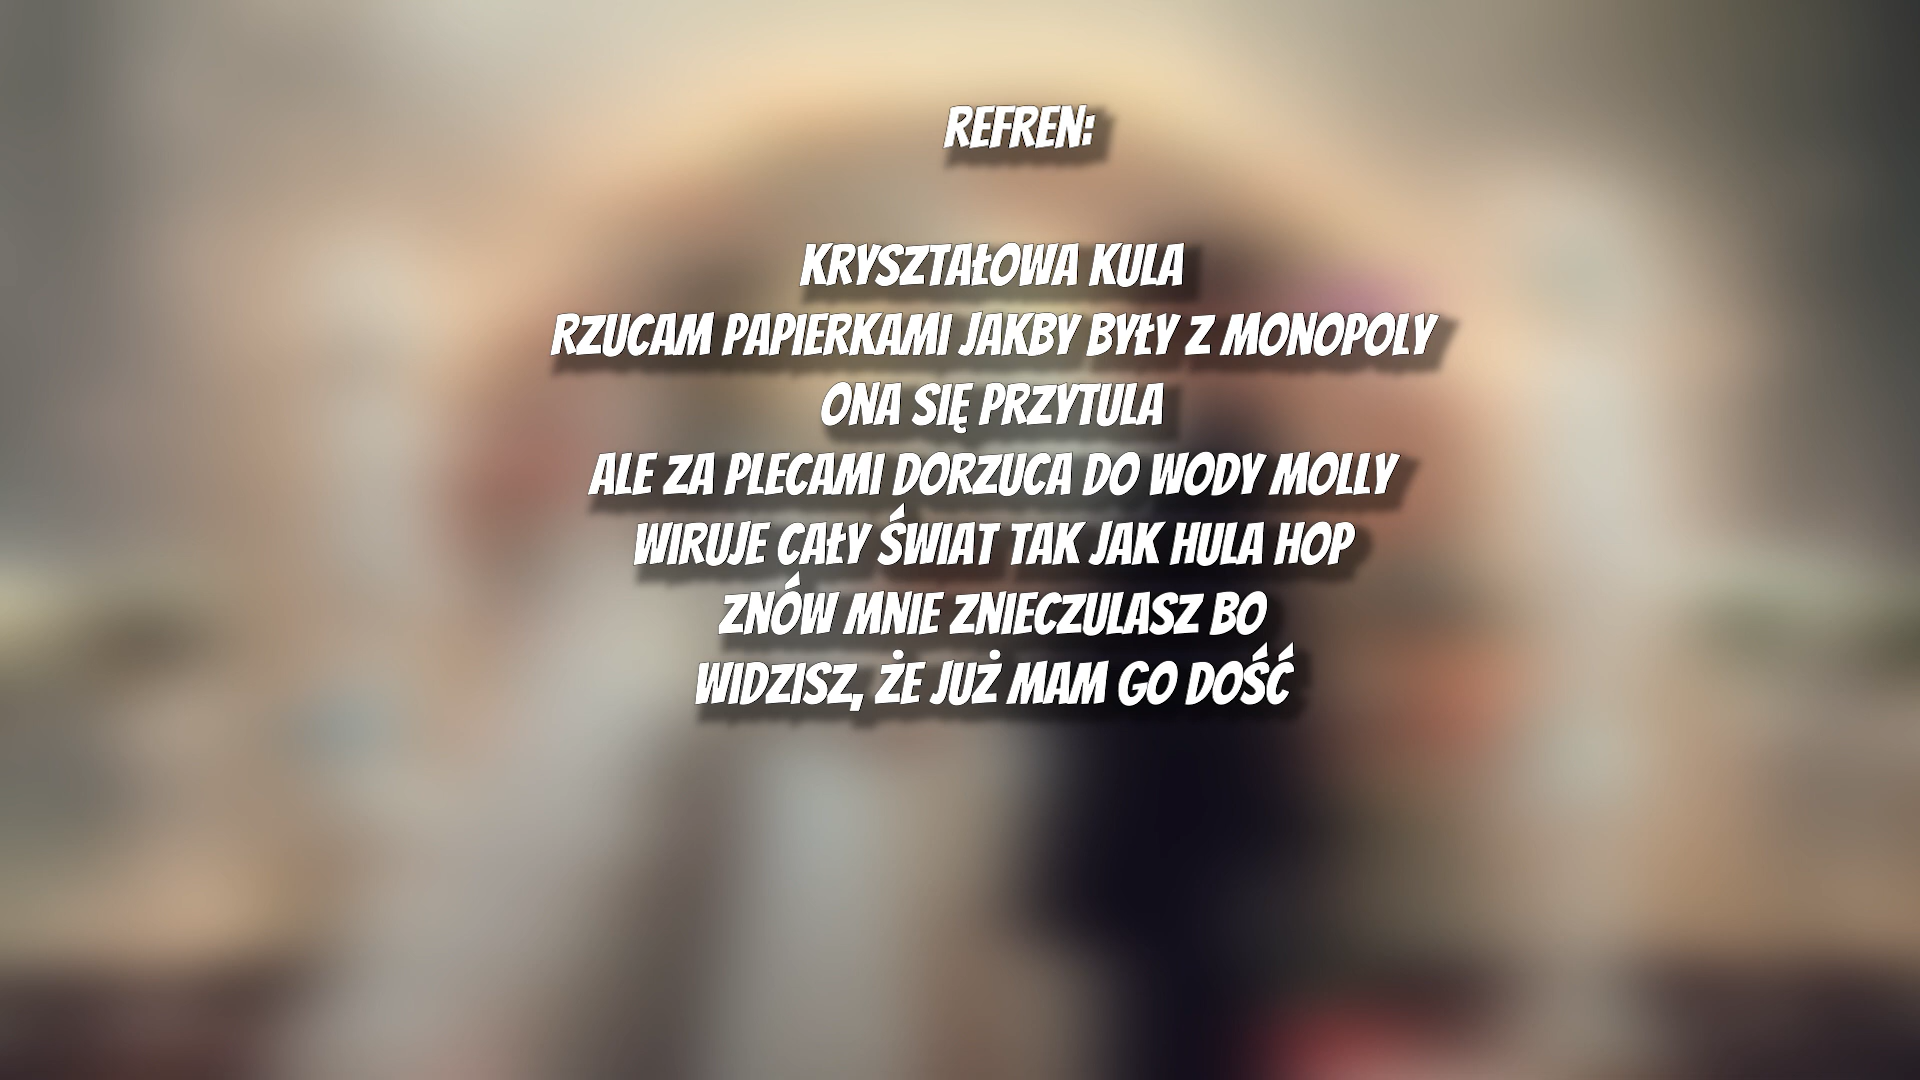 REFREN:
KRYSZTAŁOWA KULA
RZUCAM PAPIERKAMI JAKBY BYŁY Z MONOPOLY
ONA SIĘ PRZYTULA
ALE ZA PLECAMI DORZUCA DO WODY MOLLY
WIRUJE CAŁY ŚWIAT TAK JAK HULA HOP
ZNÓW MNIE ZNIECZULASZ BO
WIDZISZ, ŻE JUŻ MAM GO DOŚĆ